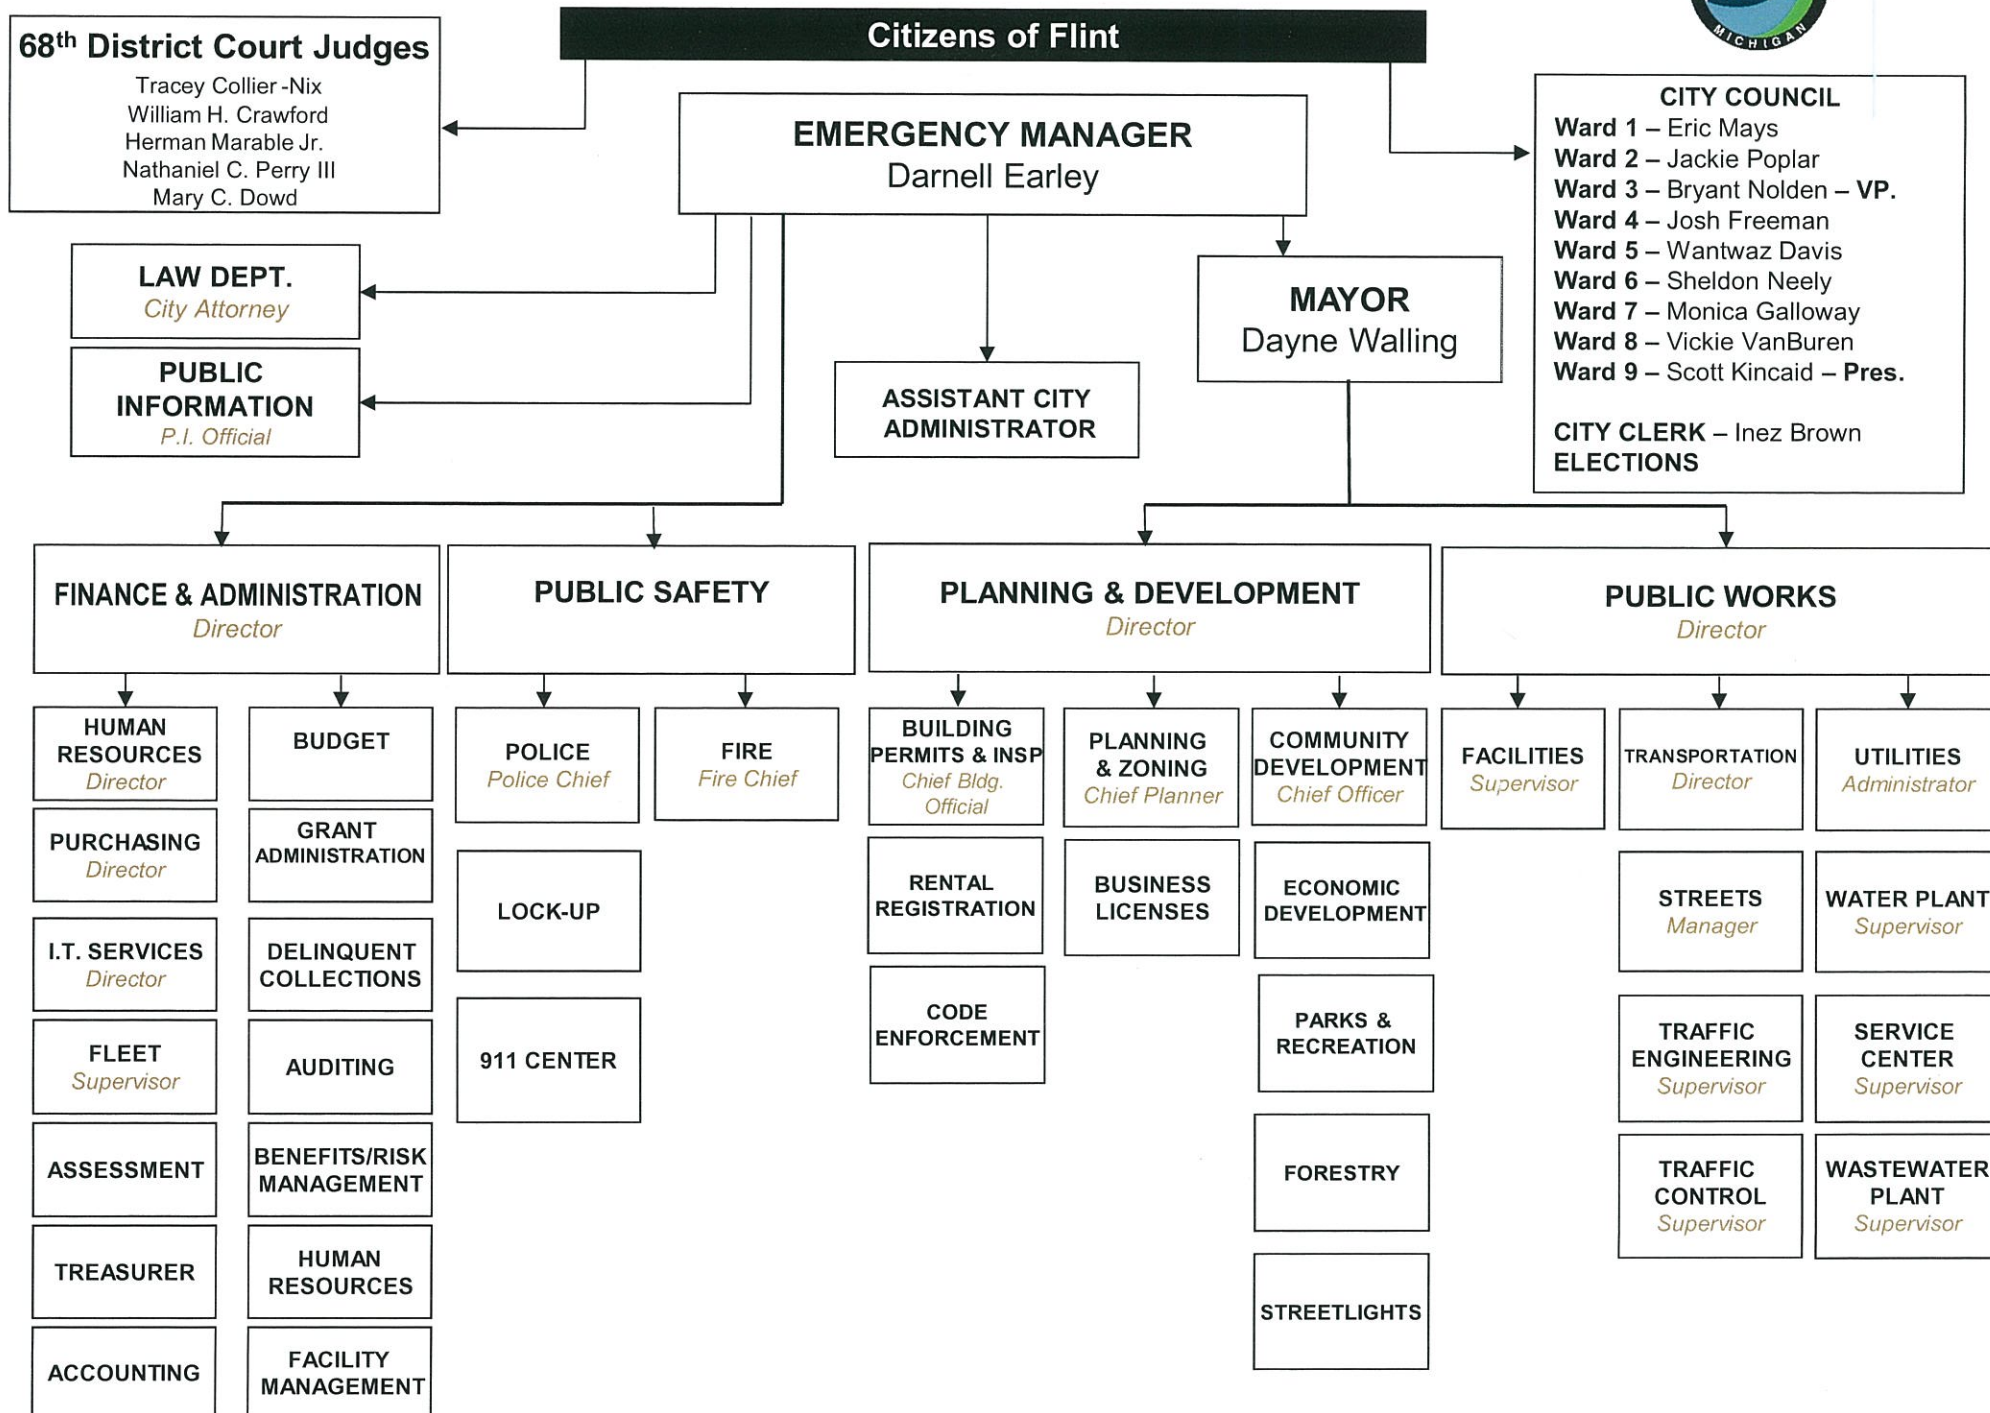 MICHIGAN
Citizens of Flint
68th District Court Judges
Tracey Collier -Nix
William H. Crawford
Herman Marable Jr.
Nathaniel C. Perry III
Mary C. Dowd
EMERGENCY MANAGER
Darnell Earley
CITY COUNCIL
Ward 1 – Eric Mays
Ward 2 – Jackie Poplar
Ward 3 – Bryant Nolden – VP.
Ward 4 – Josh Freeman
Ward 5 – Wantwaz Davis
Ward 6 – Sheldon Neely
Ward 7 – Monica Galloway
Ward 8 – Vickie VanBuren
Ward 9 – Scott Kincaid – Pres.
CITY CLERK – Inez Brown
ELECTIONS
LAW DEPT.
City Attorney
PUBLIC
INFORMATION
P.I. Official
ASSISTANT CITY
ADMINISTRATOR
MAYOR
Dayne Walling
FINANCE & ADMINISTRATION
Director
PUBLIC SAFETY
PLANNING & DEVELOPMENT
Director
PUBLIC WORKS
Director
HUMAN
RESOURCES
Director
PURCHASING
Director
I.T. SERVICES
Director
FLEET
Supervisor
ASSESSMENT
TREASURER
ACCOUNTING
BUDGET
GRANT
ADMINISTRATION
DELINQUENT
COLLECTIONS
AUDITING
BENEFITS/RISK
MANAGEMENT
HUMAN
RESOURCES
FACILITY
MANAGEMENT
POLICE
Police Chief
LOCK-UP
911 CENTER
FIRE
Fire Chief
BUILDING
PERMITS & INSP
Chief Bldg.
Official
RENTAL
REGISTRATION
CODE
ENFORCEMENT
PLANNING
& ZONING
Chief Planner
BUSINESS
LICENSES
COMMUNITY
DEVELOPMENT
Chief Officer
ECONOMIC
DEVELOPMENT
PARKS &
RECREATION
FORESTRY
STREETLIGHTS
FACILITIES
Supervisor
TRANSPORTATION
Director
STREETS
Manager
TRAFFIC
ENGINEERING
Supervisor
TRAFFIC
CONTROL
Supervisor
UTILITIES
Administrator
WATER PLANT
Supervisor
SERVICE
CENTER
Supervisor
WASTEWATER
PLANT
Supervisor